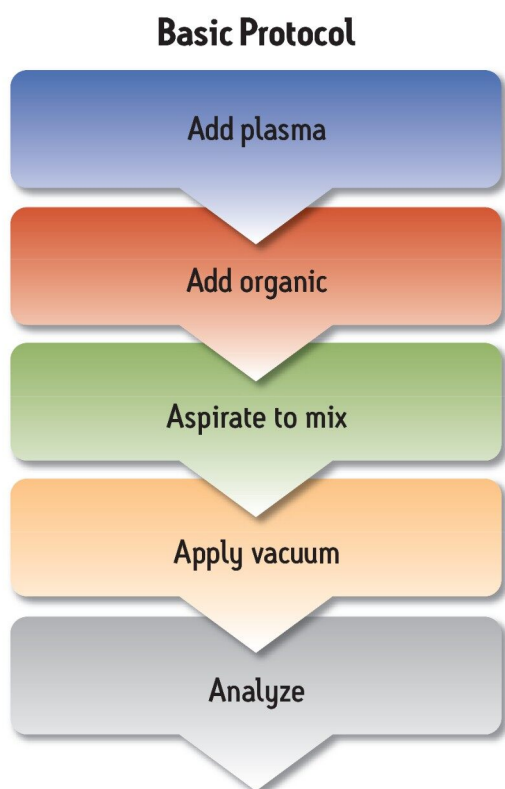 Basic Protocol
Add plasma
Add organic
Aspirate to mix
Apply vacuum
Analyze